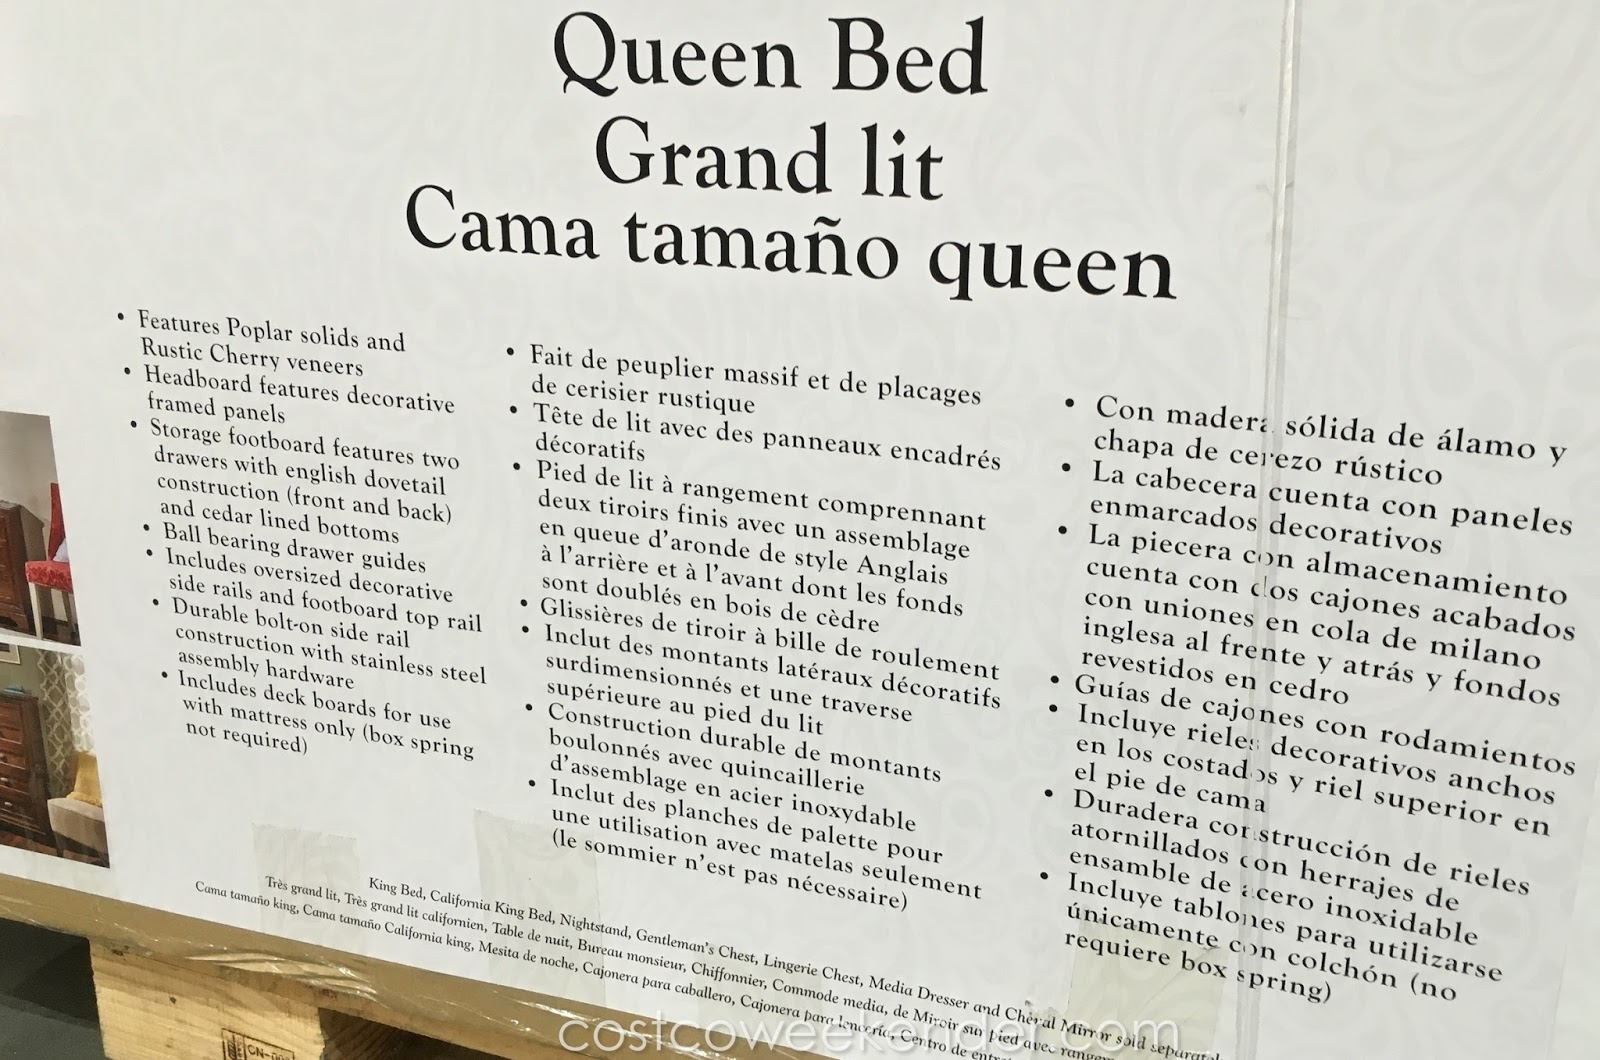 Queen Bed
Grand lit
Cama tamaño queen
• Features Poplar solids and
Rustic Cherry veneers
• Headboard features decorative
framed panels
• Storage footboard features two
drawers with english dovetail
construction (front and back)
and cedar lined bottoms
• Ball bearing drawer guides
• Includes oversized decorative
side rails and footboard top rail
• Durable bolt-on side rail
construction with stainless steel
assembly hardware
• Includes deck boards for use
with mattress only (box spring
not required)
• Fait de peuplier massif et de placages
de cerisier rustique
• Tête de lit avec des panneaux encadrés
décoratifs
• Pied de lit à rangement comprennant
deux tiroirs finis avec un assemblage
en queue d'aronde de style Anglais
à l'arrière et à l'avant dont les fonds
sont doublés en bois de cèdre
• Glissières de tiroir à bille de roulement
• Inclut des montants latéraux décoratifs
surdimensionnés et une traverse
supérieure au pied du lit
• Construction durable de montants
boulonnés avec quincaillerie
d'assemblage en acier inoxydable
• Inclut des planches de palette pour
une utilisation avec matelas seulement
(le sommier n'est pas nécessaire)
• Con madera sólida de álamo y
chapa de cerezo rústico
• La cabecera cuenta con paneles
enmarcados decorativos
• La piecera con almacenamiento
cuenta con dos cajones acabados
con uniones en cola de milano
inglesa al frente y atrás y fondos
revestidos en cedro
• Guías de cajones con rodamientos
• Incluye rieles decorativos anchos
en los costados y riel superior en
el pie de cama
• Duradera construcción de rieles
atornillados con herrajes de
ensamble de acero inoxidable
• Incluye tablones para utilizarse
únicamente con colchón (no
requiere box spring)
King Bed, California King Bed, Nightstand, Gentleman's Chest, Lingerie Chest, Media Dresser and Cheval Mirror sold
Très grand lit, Très grand lit californien, Table de nuit, Bureau monsieur, Chiffonnier, Commode media, de Miroir sur pied avec
Cama tamaño king, Cama tamaño California king, Mesita de noche, Cajonera para caballero, Cajonera para lencería, Centro de
costcoweekender.com